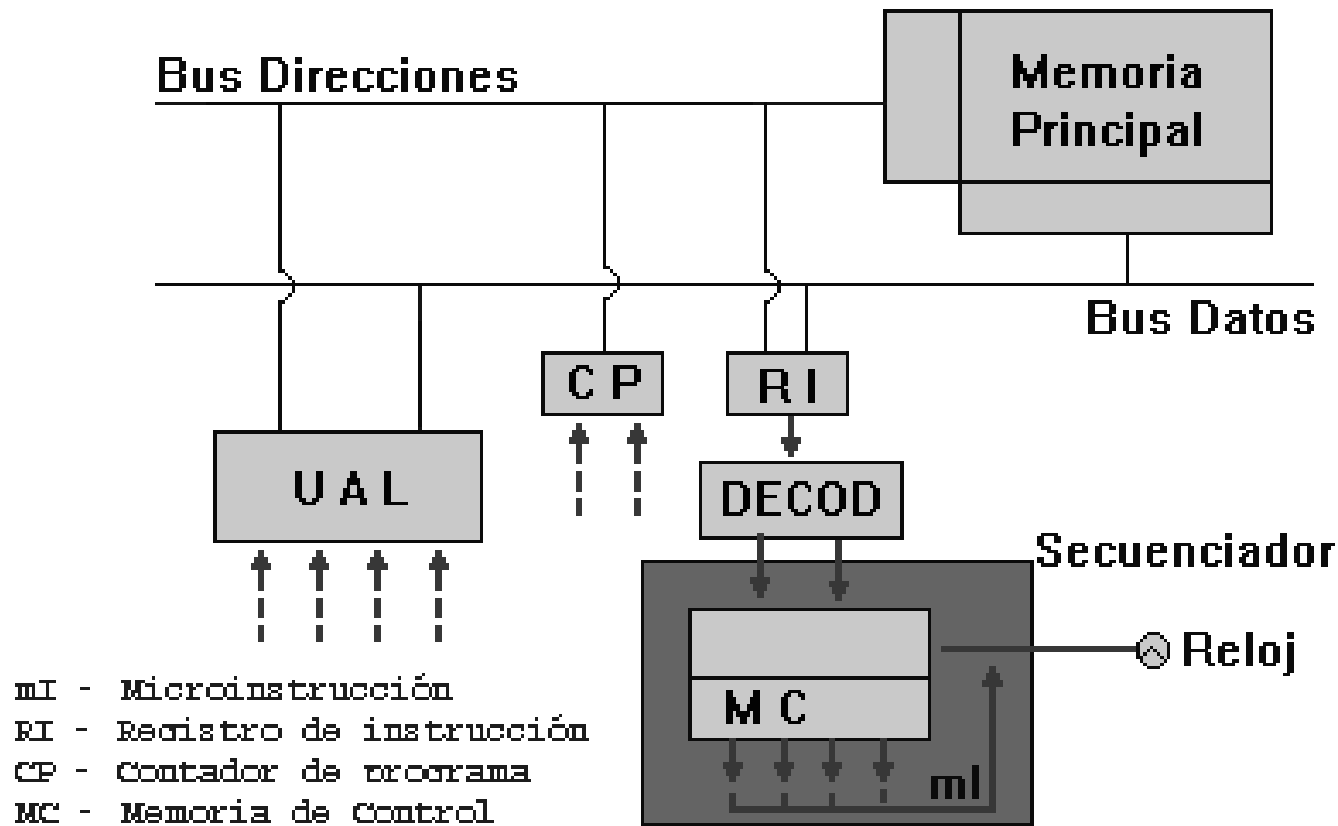 Bus Direcciones
Memoria
Principal
Bus Datos
C P
R I
U A L
DECOD
Secuenciador
Reloj
M C
mI
mI - Microinstrucción
RI - Registro de instrucción
CP - Contador de programa
MC - Memoria de Control